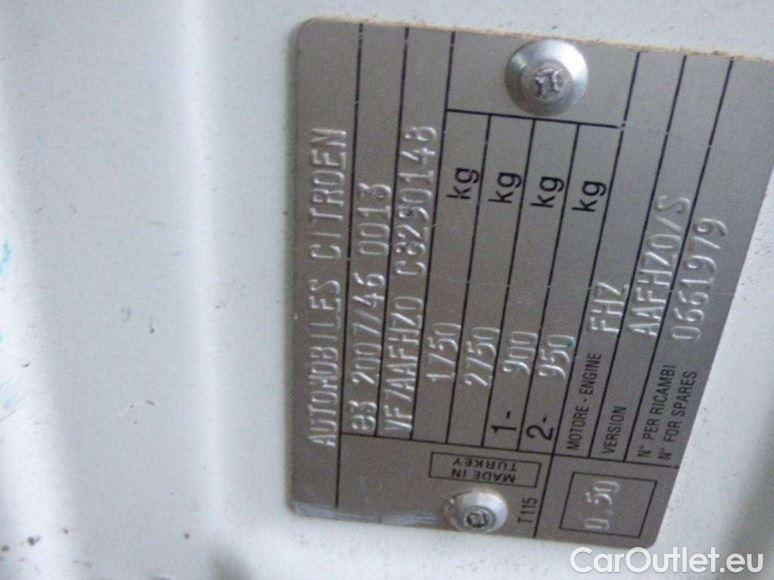 AUTOMOBILES CITROEN
e3 2007/46 0013
VF7AAFHZ0 C8290148
1750 kg
2750 kg
1- 900 kg
2- 950 kg
MOTORE - ENGINE FHZ
VERSION AAFHZ0/S
N° PER RICAMBI
N° FOR SPARES 0661979
MADE IN
TURKEY
T115
0.50
CarOutlet.eu